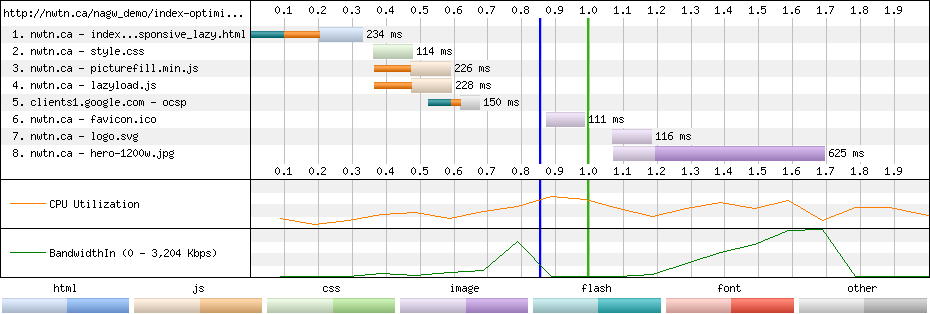 http://nwtn.ca/nagw_demo/index-optimi...
0.1 0.2 0.3 0.4 0.5 0.6 0.7 0.8 0.9 1.0 1.1 1.2 1.3 1.4 1.5 1.6 1.7 1.8 1.9
1. nwtn.ca - index...sponsive_lazy.html 234 ms
2. nwtn.ca - style.css 114 ms
3. nwtn.ca - picturefill.min.js 226 ms
4. nwtn.ca - lazyload.js 228 ms
5. clients1.google.com - ocsp 150 ms
6. nwtn.ca - favicon.ico 111 ms
7. nwtn.ca - logo.svg 116 ms
8. nwtn.ca - hero-1200w.jpg 625 ms
0.1 0.2 0.3 0.4 0.5 0.6 0.7 0.8 0.9 1.0 1.1 1.2 1.3 1.4 1.5 1.6 1.7 1.8 1.9
CPU Utilization
BandwidthIn (0 - 3,204 Kbps)
html js css image flash font other